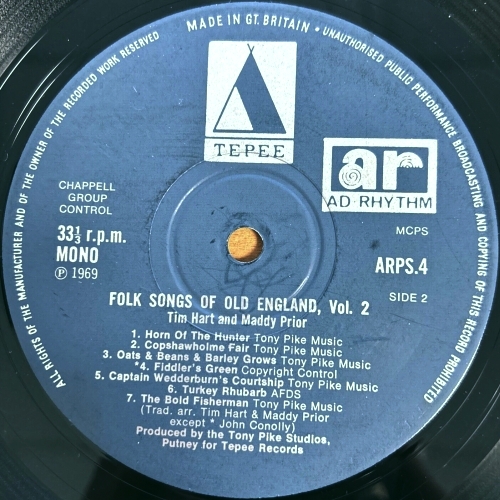 MADE IN GT. BRITAIN • UNAUTHORISED PUBLIC PERFORMANCE BROADCASTING AND COPYING OF THIS RECORD PROHIBITED
ALL RIGHTS OF THE MANUFACTURER AND OF THE OWNER OF THE RECORDED WORK RESERVED
TEPEE
ar
AD·RHYTHM
CHAPPELL
GROUP
CONTROL
MCPS
33⅓ r.p.m.
MONO
Ⓟ 1969
ARPS.4
SIDE 2
FOLK SONGS OF OLD ENGLAND, Vol. 2
Tim Hart and Maddy Prior
1. Horn Of The Hunter Tony Pike Music
2. Copshawholme Fair Tony Pike Music
3. Oats & Beans & Barley Grows Tony Pike Music
*4. Fiddler's Green Copyright Control
5. Captain Wedderburn's Courtship Tony Pike Music
6. Turkey Rhubarb AFDS
7. The Bold Fisherman Tony Pike Music
(Trad. arr. Tim Hart & Maddy Prior
except * John Conolly)
Produced by the Tony Pike Studios,
Putney for Tepee Records